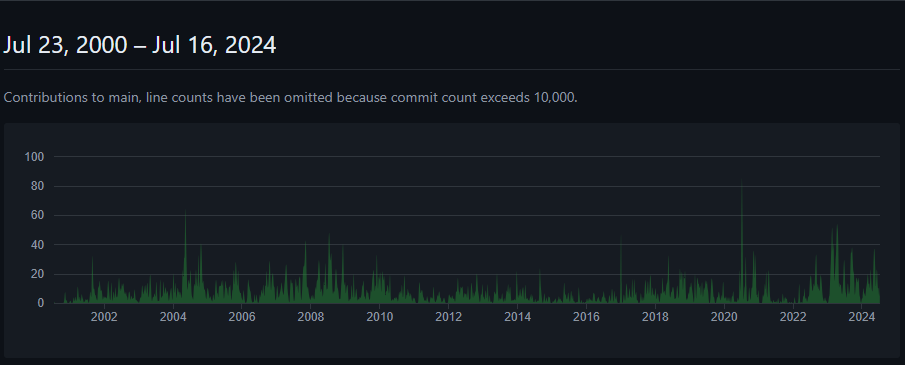 Jul 23, 2000 – Jul 16, 2024
Contributions to main, line counts have been omitted because commit count exceeds 10,000.
100
80
60
40
20
0
2002 2004 2006 2008 2010 2012 2014 2016 2018 2020 2022 2024